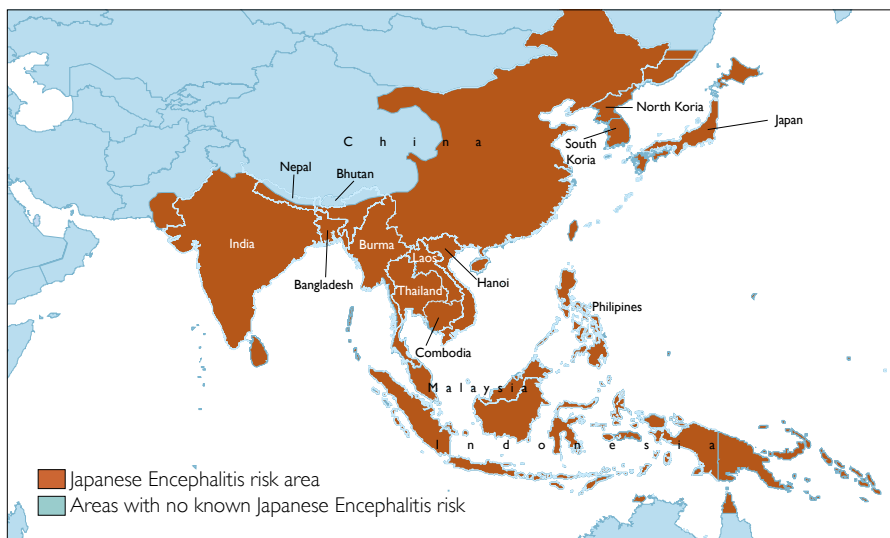 North Koria
Japan
C h i n a
South
Koria
Nepal
Bhutan
India
Burma
Laos
Bangladesh
Hanoi
Thailand
Philipines
Combodia
M a l a y s i a
I n d o n e s i a
Japanese Encephalitis risk area
Areas with no known Japanese Encephalitis risk